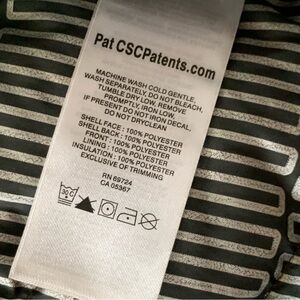 Pat CSCPatents.com
MACHINE WASH COLD GENTLE,
WASH SEPARATELY, DO NOT BLEACH,
TUMBLE DRY LOW, REMOVE
PROMPTLY, IRON LOW,
IF PRESENT DO NOT IRON DECAL,
DO NOT DRYCLEAN
SHELL FACE : 100% POLYESTER
SHELL BACK : 100% POLYESTER
FRONT : 100% POLYESTER
LINING : 100% POLYESTER
INSULATION : 100% POLYESTER
EXCLUSIVE OF TRIMMING
RN 69724
CA 05367
30°C